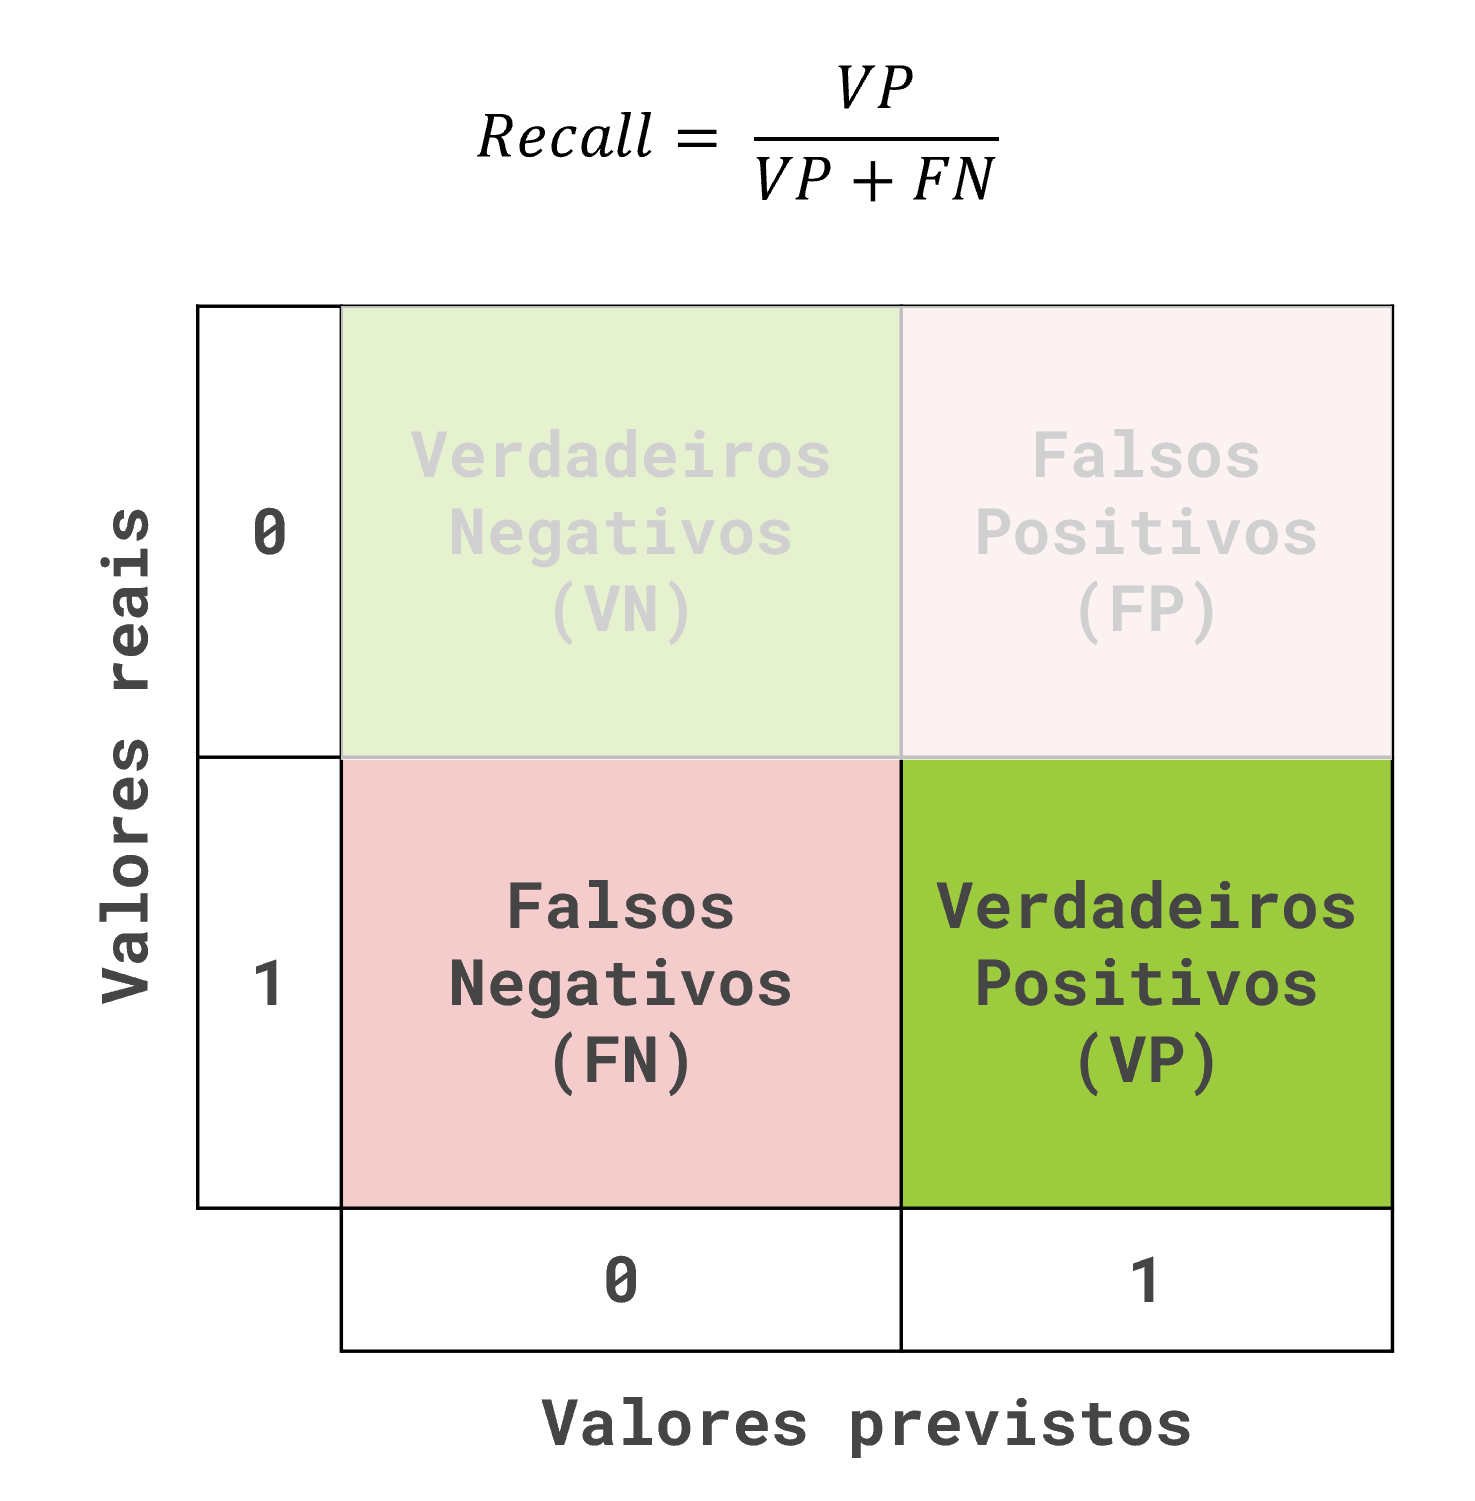 Recall = VP / (VP + FN)
Valores reais
0
Verdadeiros
Negativos
(VN)
Falsos
Positivos
(FP)
1
Falsos
Negativos
(FN)
Verdadeiros
Positivos
(VP)
0
1
Valores previstos